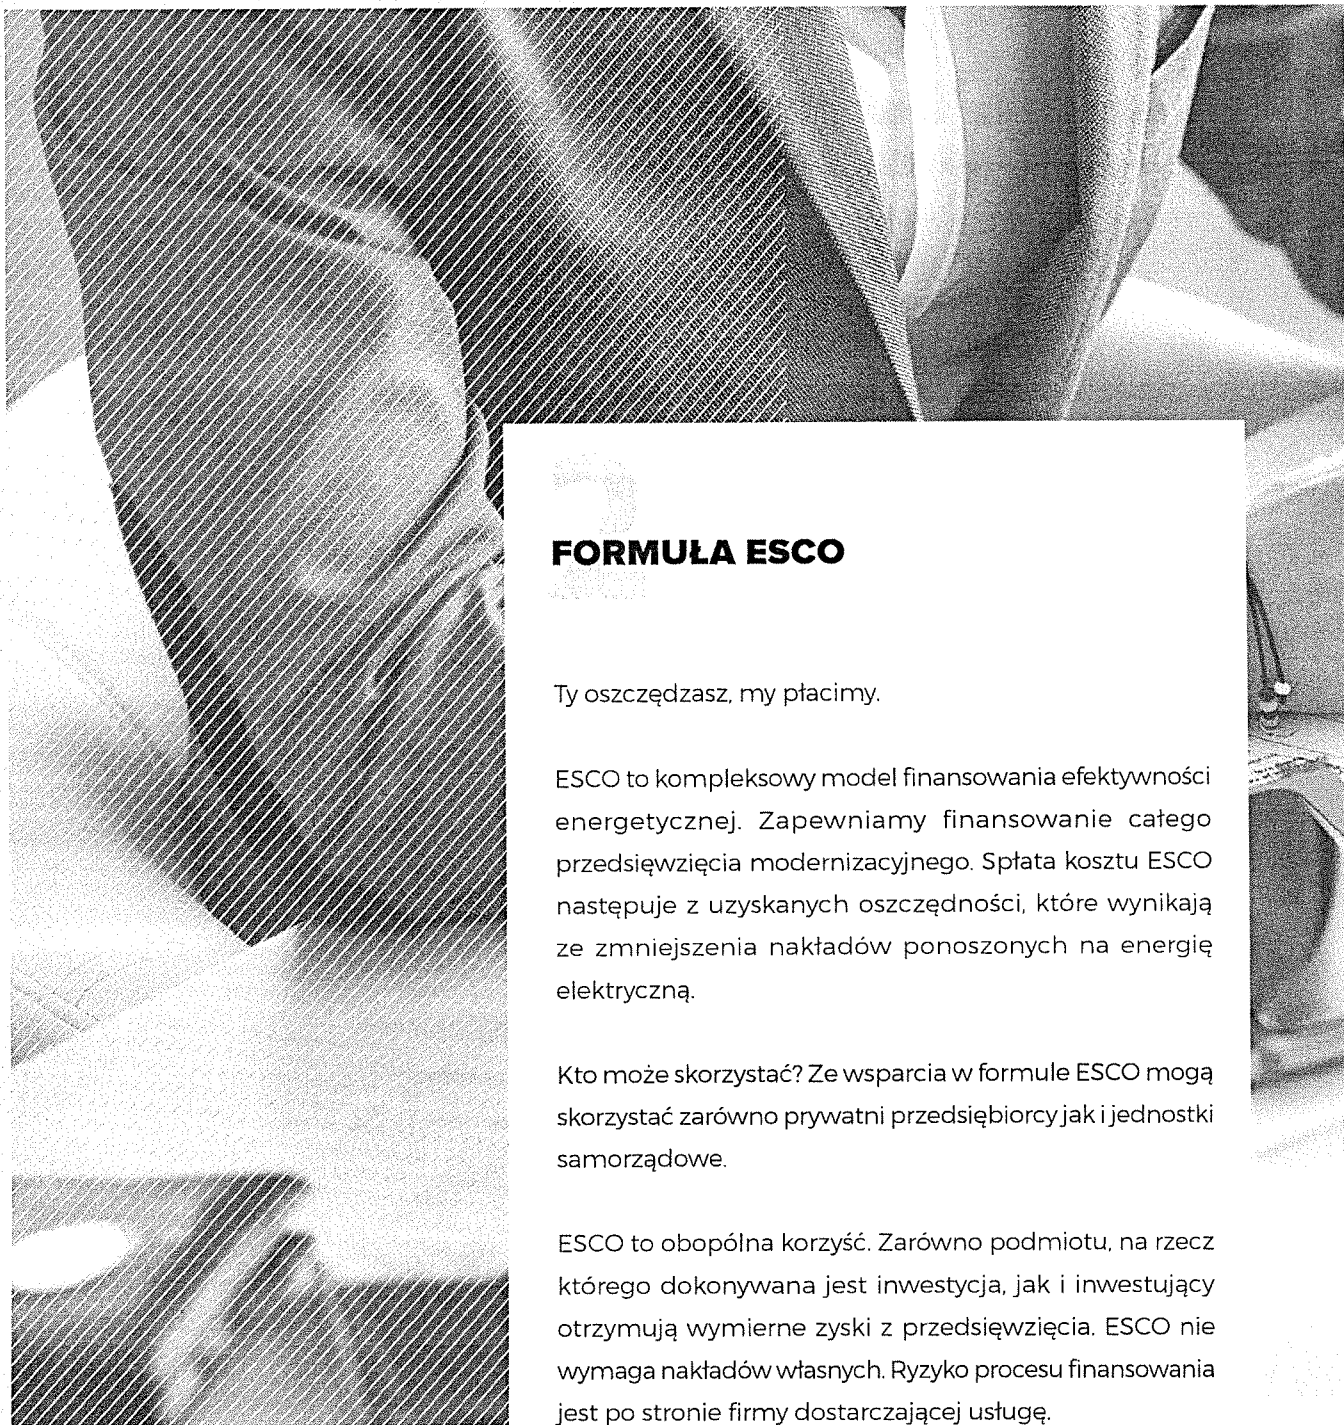 2
FORMUŁA ESCO
Ty oszczędzasz, my płacimy.
ESCO to kompleksowy model finansowania efektywności
energetycznej. Zapewniamy finansowanie całego
przedsięwzięcia modernizacyjnego. Spłata kosztu ESCO
następuje z uzyskanych oszczędności, które wynikają
ze zmniejszenia nakładów ponoszonych na energię
elektryczną.
Kto może skorzystać? Ze wsparcia w formule ESCO mogą
skorzystać zarówno prywatni przedsiębiorcy jak i jednostki
samorządowe.
ESCO to obopólna korzyść. Zarówno podmiotu, na rzecz
którego dokonywana jest inwestycja, jak i inwestujący
otrzymują wymierne zyski z przedsięwzięcia. ESCO nie
wymaga nakładów własnych. Ryzyko procesu finansowania
jest po stronie firmy dostarczającej usługę.